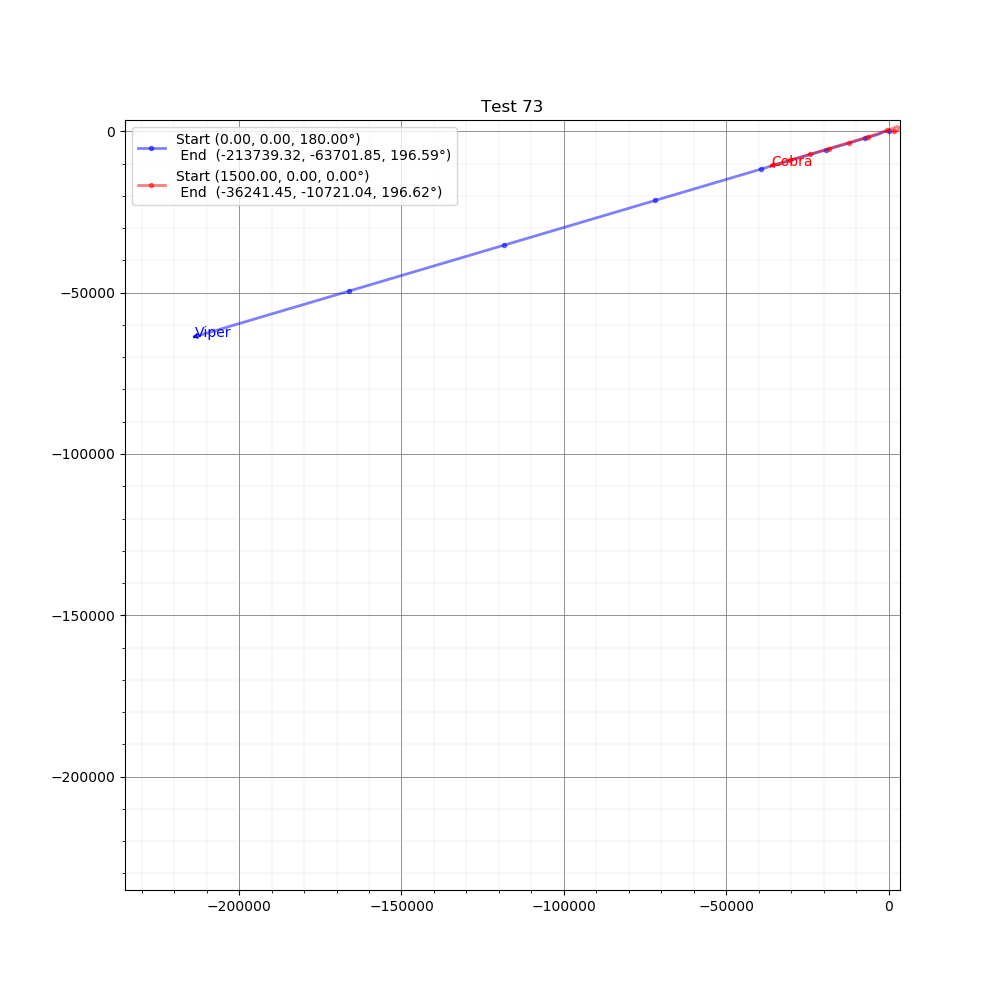 Test 73
Start (0.00, 0.00, 180.00°)
End (-213739.32, -63701.85, 196.59°)
Start (1500.00, 0.00, 0.00°)
End (-36241.45, -10721.04, 196.62°)
Cobra
Viper
0
−50000
−100000
−150000
−200000
−200000
−150000
−100000
−50000
0